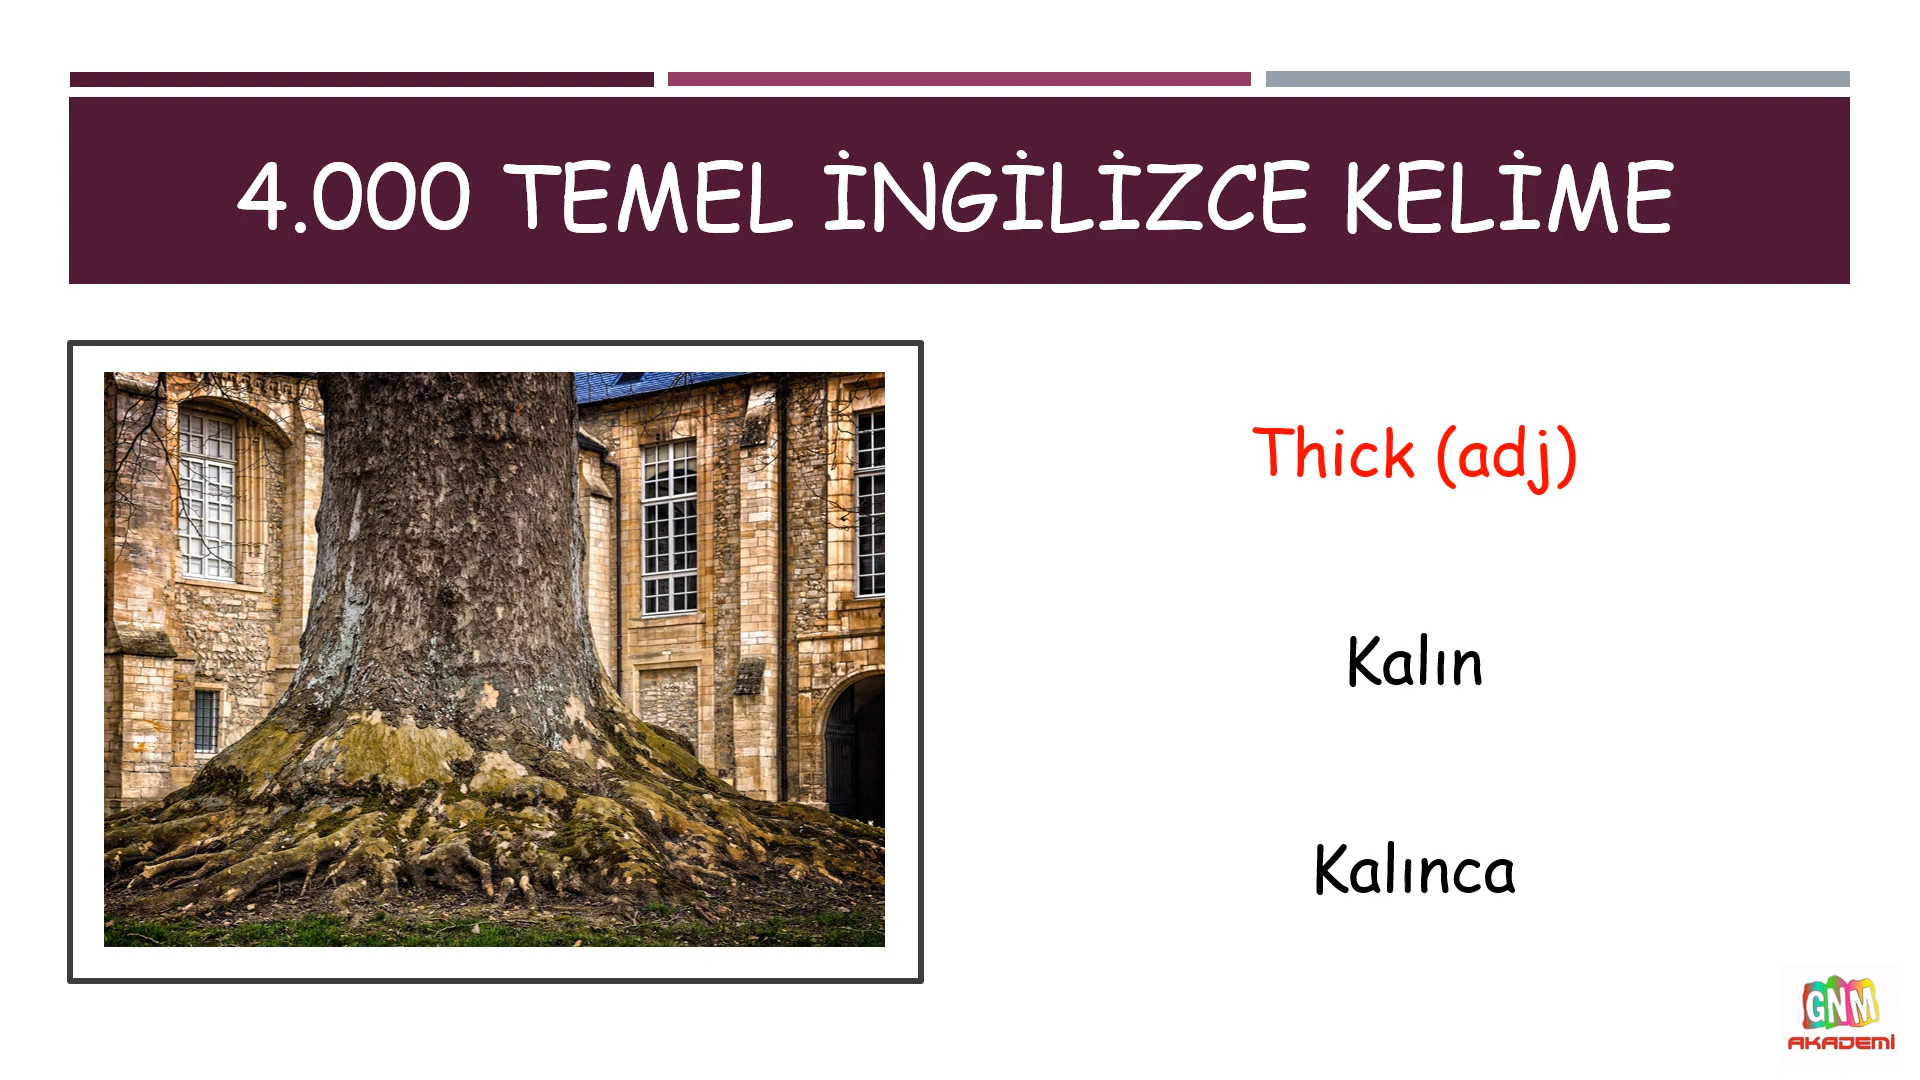 4.000 TEMEL İNGİLİZCE KELİME
Thick (adj)
Kalın
Kalınca
GNM
AKADEMİ